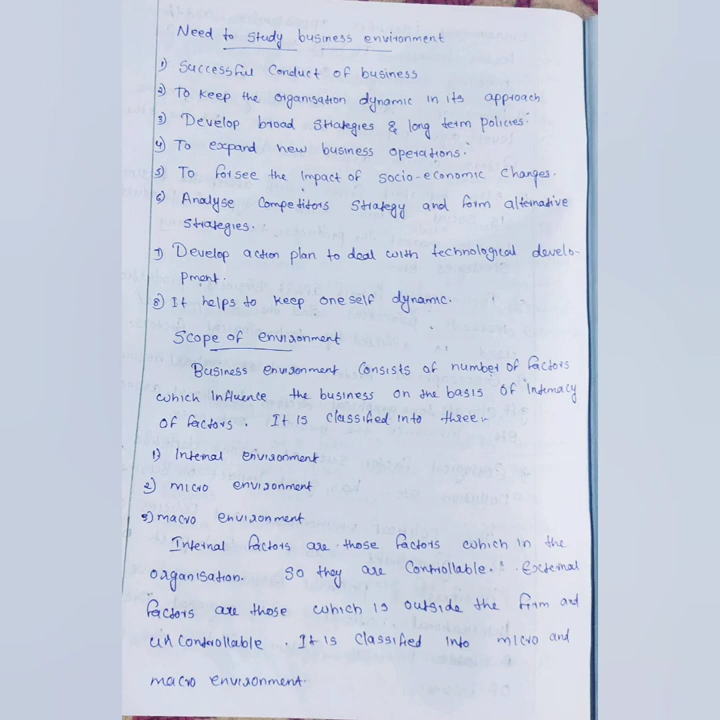 Need to study business environment
1) Successful Conduct of business
2) To keep the organisation dynamic in its approach
3) Develop broad strategies & long term policies.
4) To expand new business operations.
5) To forsee the impact of socio-economic changes.
6) Analyse Competitors strategy and form alternative
strategies.
7) Develop action plan to deal with technological develo-
pment.
8) It helps to keep oneself dynamic.
Scope of environment
Business environment consists of number of factors
which influence the business on the basis of intimacy
of factors. It is classified into three:-
1) Internal environment
2) micro environment
3) macro environment
Internal factors are those factors which in the
organisation. So they are controllable. External
factors are those which is outside the firm and
uncontrollable. It is classified into micro and
macro environment.